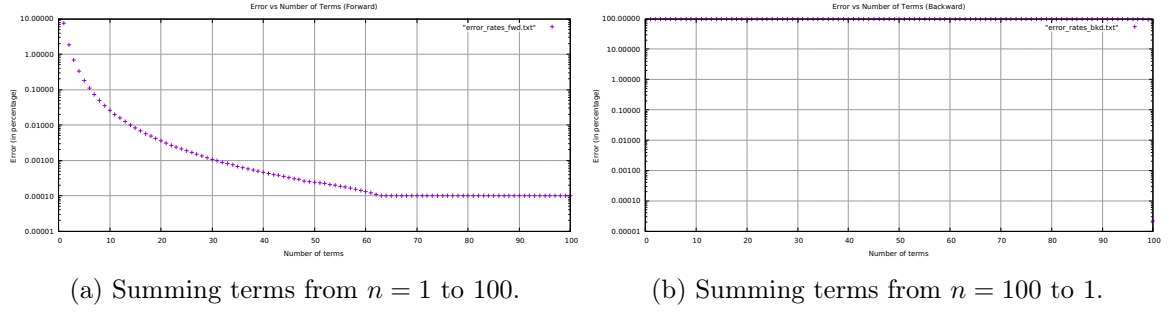 Error vs Number of Terms (Forward)
10.00000
1.00000
0.10000
0.01000
0.00100
0.00010
0.00001
Error (in percentage)
"error_rates_fwd.txt"
0 10 20 30 40 50 60 70 80 90 100
Number of terms
(a) Summing terms from n = 1 to 100.
Error vs Number of Terms (Backward)
100.00000
10.00000
1.00000
0.10000
0.01000
0.00100
0.00010
0.00001
Error (in percentage)
"error_rates_bkd.txt"
0 10 20 30 40 50 60 70 80 90 100
Number of terms
(b) Summing terms from n = 100 to 1.